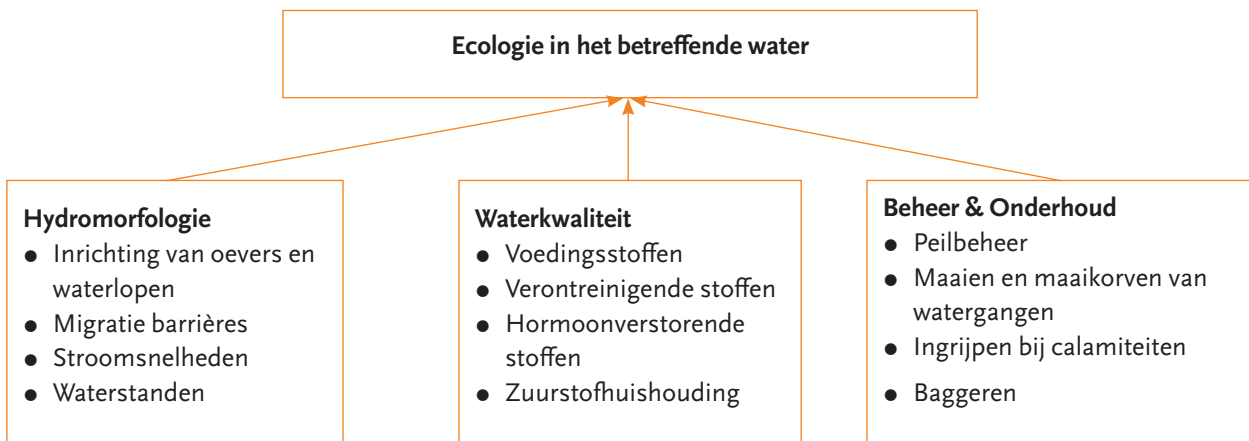 Ecologie in het betreffende water
Hydromorfologie
● Inrichting van oevers en
waterlopen
● Migratie barrières
● Stroomsnelheden
● Waterstanden
Waterkwaliteit
● Voedingsstoffen
● Verontreinigende stoffen
● Hormoonverstorende
stoffen
● Zuurstofhuishouding
Beheer & Onderhoud
● Peilbeheer
● Maaien en maaikorven van
watergangen
● Ingrijpen bij calamiteiten
● Baggeren